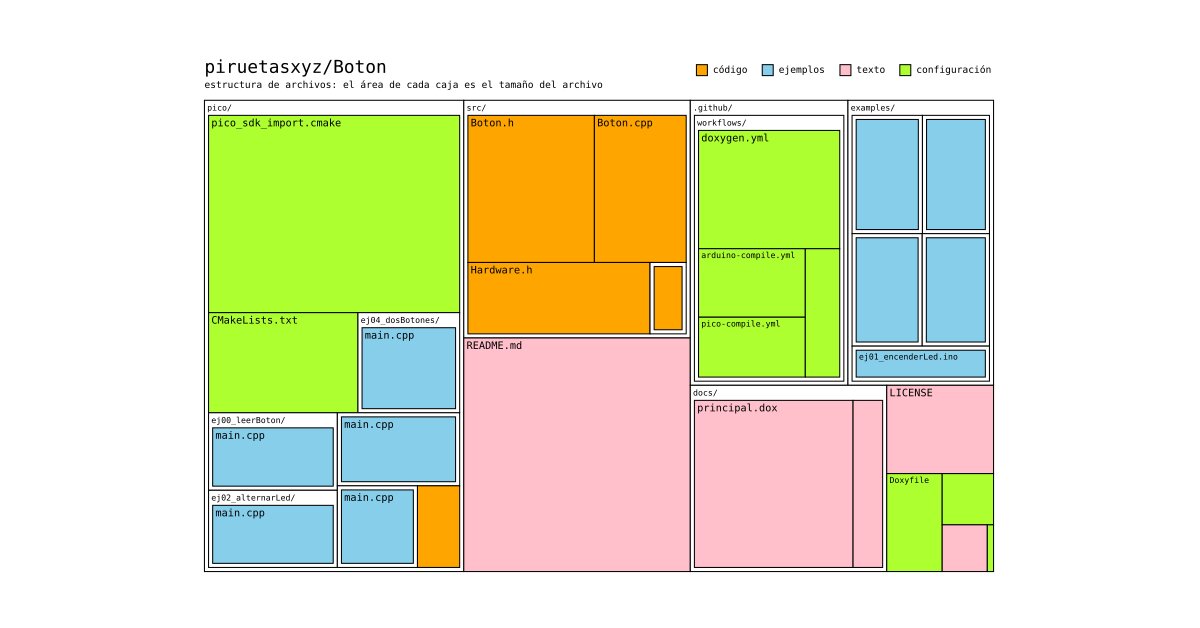 piruetasxyz/Boton
estructura de archivos: el área de cada caja es el tamaño del archivo
código
ejemplos
texto
configuración
pico/
pico_sdk_import.cmake
CMakeLists.txt
ej04_dosBotones/
main.cpp
ej00_leerBoton/
main.cpp
main.cpp
ej02_alternarLed/
main.cpp
main.cpp
src/
Boton.h
Boton.cpp
Hardware.h
README.md
.github/
workflows/
doxygen.yml
arduino-compile.yml
pico-compile.yml
examples/
ej01_encenderLed.ino
docs/
principal.dox
LICENSE
Doxyfile